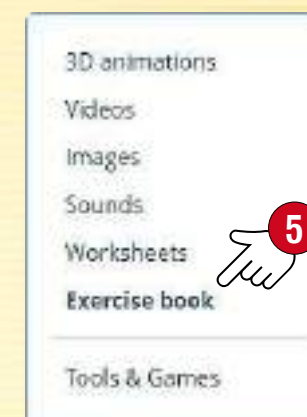 3D animations
Videos
Images
Sounds
5
Worksheets
Exercise book
Tools & Games